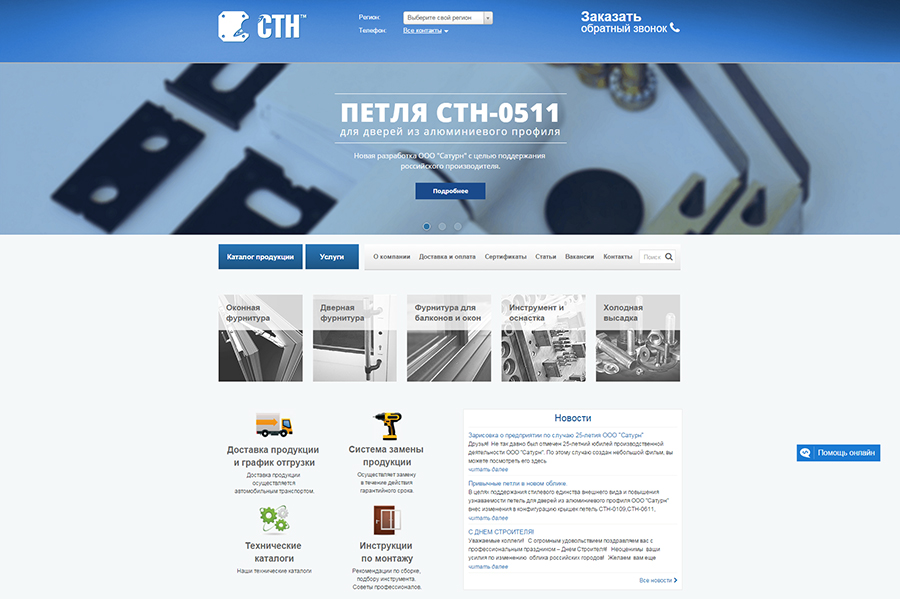 СТН™
Регион:
Выберите свой регион
Телефон:
Все контакты
Заказать
обратный звонок
ПЕТЛЯ СТН-0511
для дверей из алюминиевого профиля
Новая разработка ООО "Сатурн" с целью поддержания
российского производителя.
Подробнее
Каталог продукции
Услуги
О компании
Доставка и оплата
Сертификаты
Статьи
Вакансии
Контакты
Поиск
Оконная
фурнитура
Дверная
фурнитура
Фурнитура для
балконов и окон
Инструмент и
оснастка
Холодная
высадка
Доставка продукции
и график отгрузки
Доставка продукции
осуществляется
автомобильным транспортом.
Система замены
продукции
Осуществляет замену
в течение действия
гарантийного срока.
Технические
каталоги
Наши технические каталоги
Инструкции
по монтажу
Рекомендации по сборке,
подбору инструмента.
Советы профессионалов.
Новости
Зарисовка о предприятии по случаю 25-летия ООО "Сатурн"
Друзья! Не так давно был отмечен 25-летний юбилей производственной
деятельности ООО "Сатурн". По этому случаю создан небольшой фильм, вы
можете посмотреть его здесь
читать далее
Привычные петли в новом облике.
В целях поддержания стилевого единства внешнего вида и повышения
узнаваемости петель для дверей из алюминиевого профиля ООО "Сатурн"
внес изменения в конфигурацию крышек петель СТН-0109,СТН-0611,
читать далее
С ДНЕМ СТРОИТЕЛЯ!
Уважаемые коллеги! С огромным удовольствием поздравляем вас с
профессиональным праздником – Днем Строителя! Неоценимы ваши
усилия по изменению облика российских городов! Желаем вам еще
читать далее
Все новости
Помощь онлайн